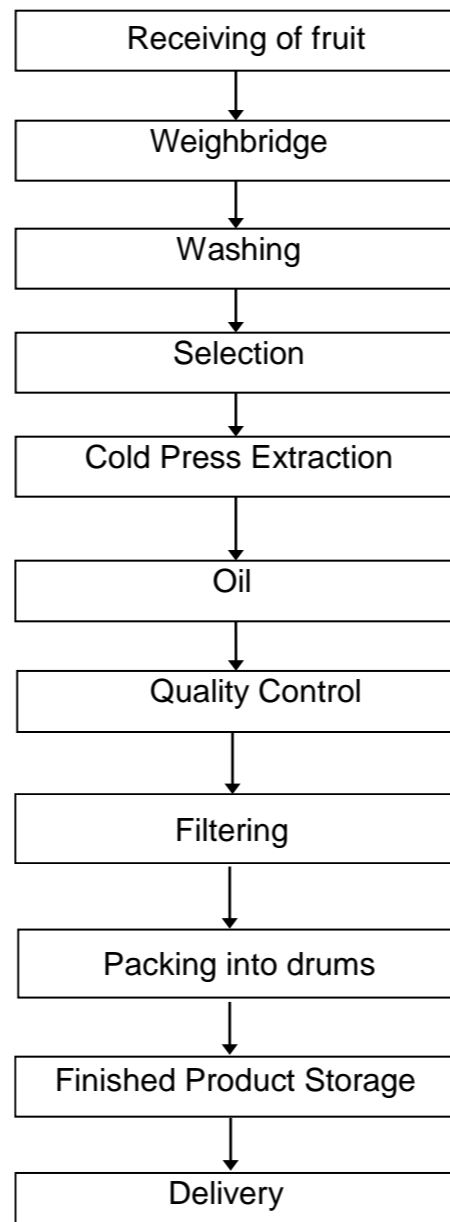 Receiving of fruit
Weighbridge
Washing
Selection
Cold Press Extraction
Oil
Quality Control
Filtering
Packing into drums
Finished Product Storage
Delivery